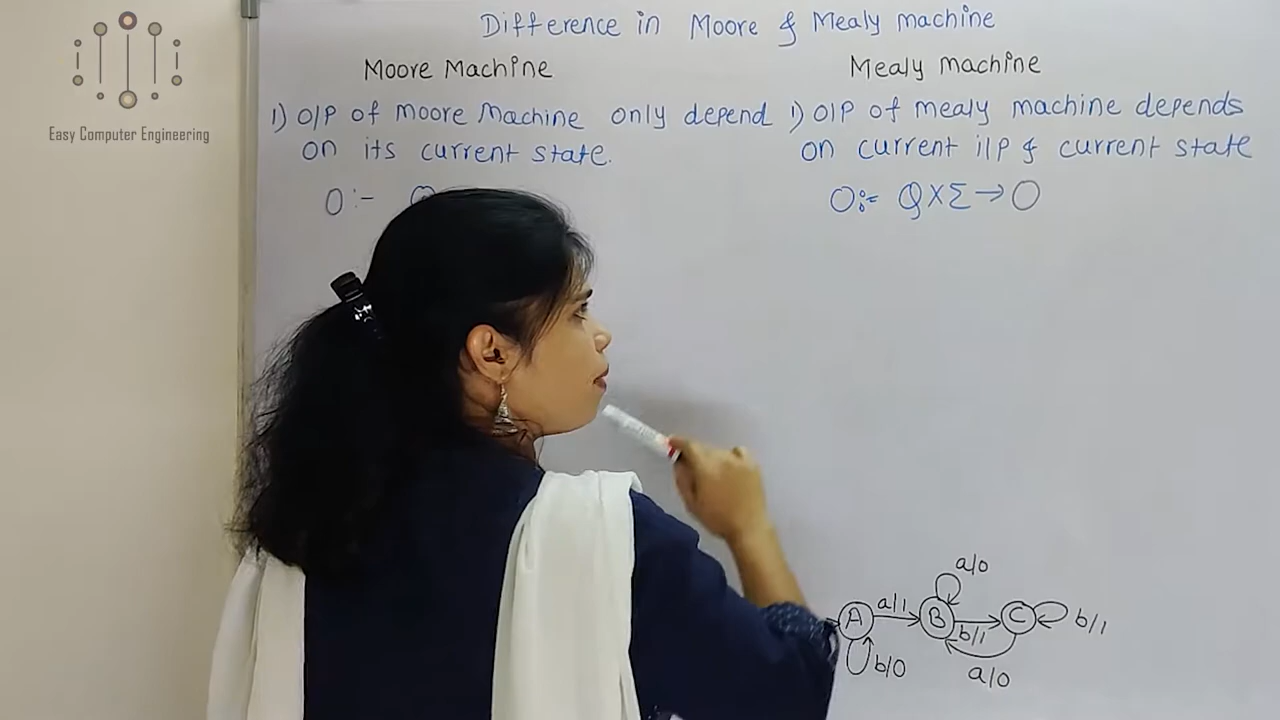 Difference in Moore & Mealy machine
Moore Machine
Mealy machine
1) O/P of moore Machine only depend
on its current state.
O:-
1) O/P of mealy machine depends
on current i/p & current state
O:- Q×Σ→O
Easy Computer Engineering
a/0
A
a/1
B
b/1
C
b/1
b/0
a/0